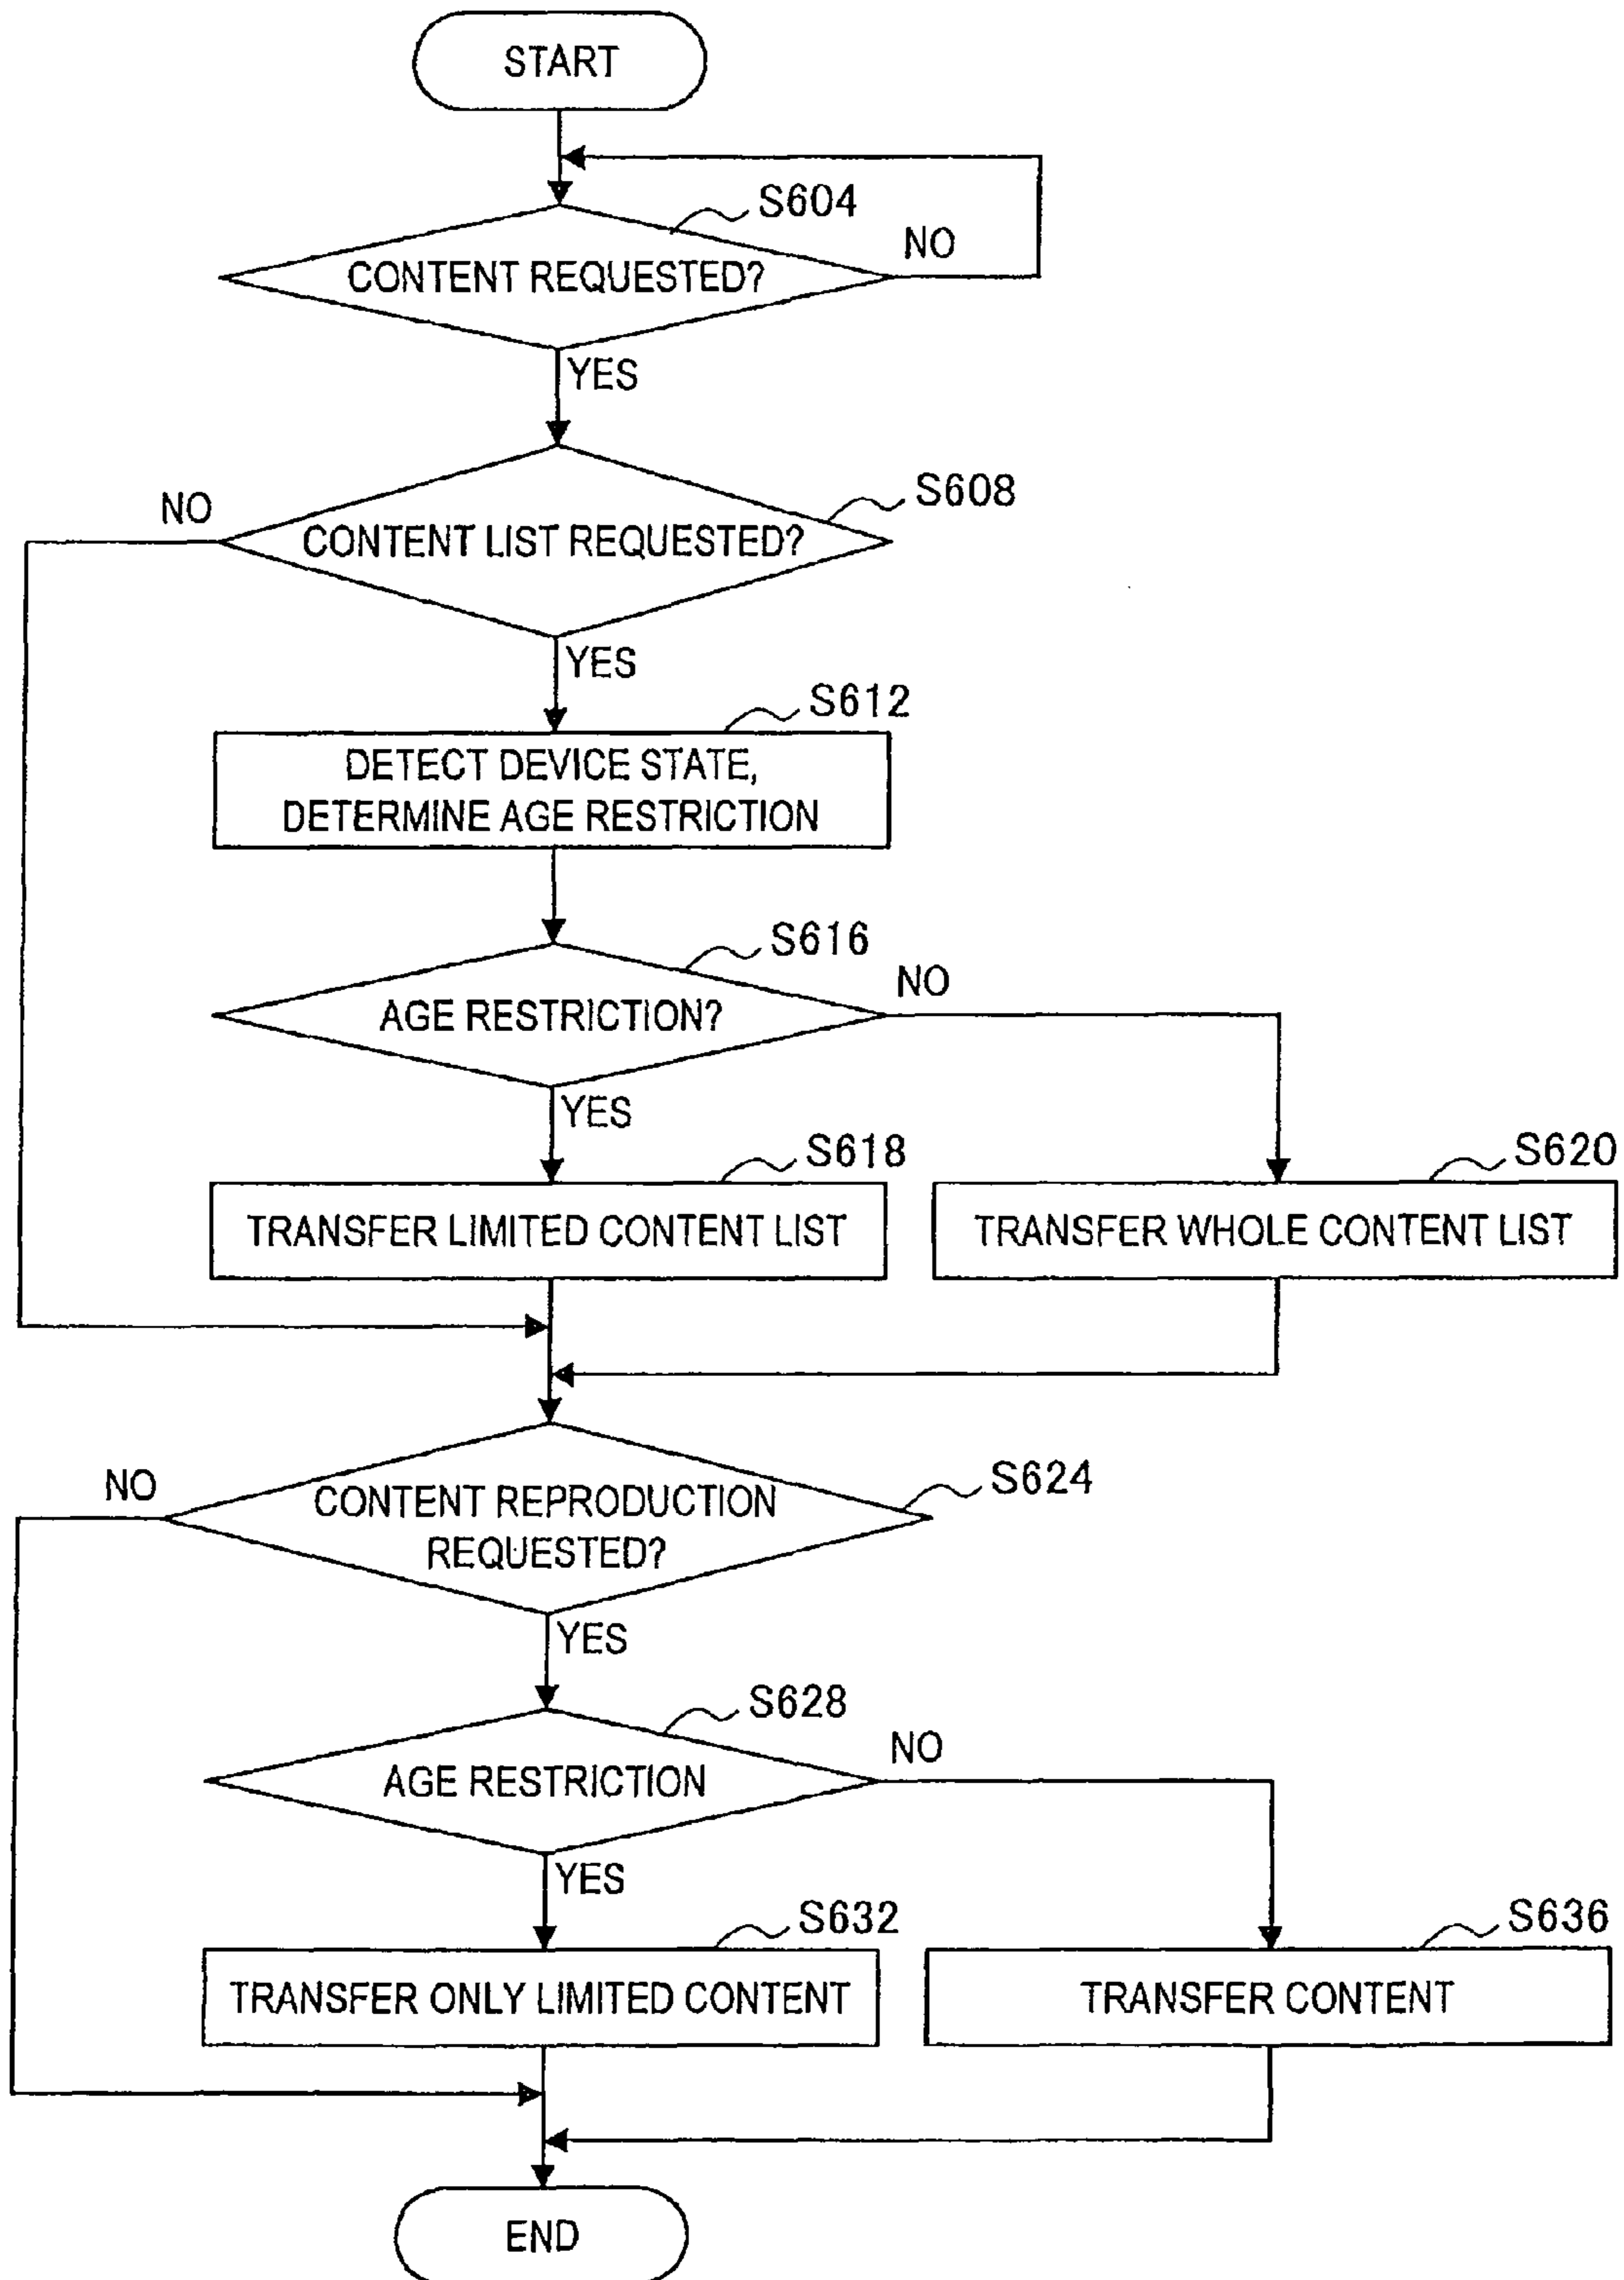 START
S604
NO
CONTENT REQUESTED?
YES
S608
NO
CONTENT LIST REQUESTED?
YES
S612
DETECT DEVICE STATE,
DETERMINE AGE RESTRICTION
S616
NO
AGE RESTRICTION?
YES
S618
S620
TRANSFER LIMITED CONTENT LIST
TRANSFER WHOLE CONTENT LIST
S624
NO
CONTENT REPRODUCTION
REQUESTED?
YES
S628
NO
AGE RESTRICTION
YES
S632
S636
TRANSFER ONLY LIMITED CONTENT
TRANSFER CONTENT
END